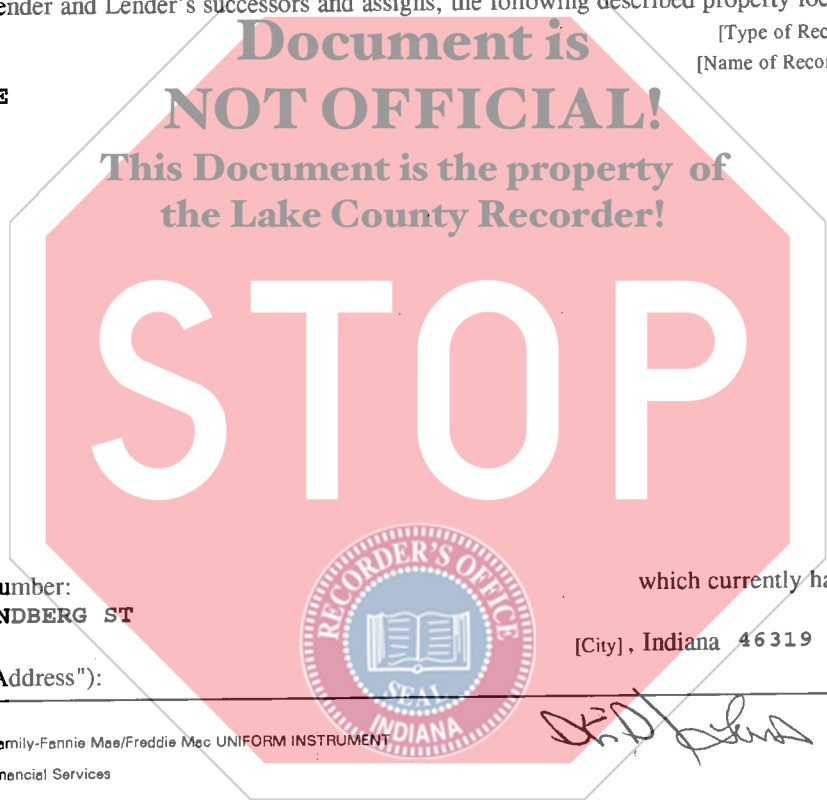 ender and Lender's successors and assigns, the following described property loc
Document is
[Type of Rec
[Name of Recor
E
NOT OFFICIAL!
This Document is the property of
the Lake County Recorder!
STOP
RECORDER'S OFFICE
umber:
which currently ha
NDBERG ST
[City], Indiana 46319
Address"):
SEAL
INDIANA
amily-Fannie Mae/Freddie Mac UNIFORM INSTRUMENT
nancial Services